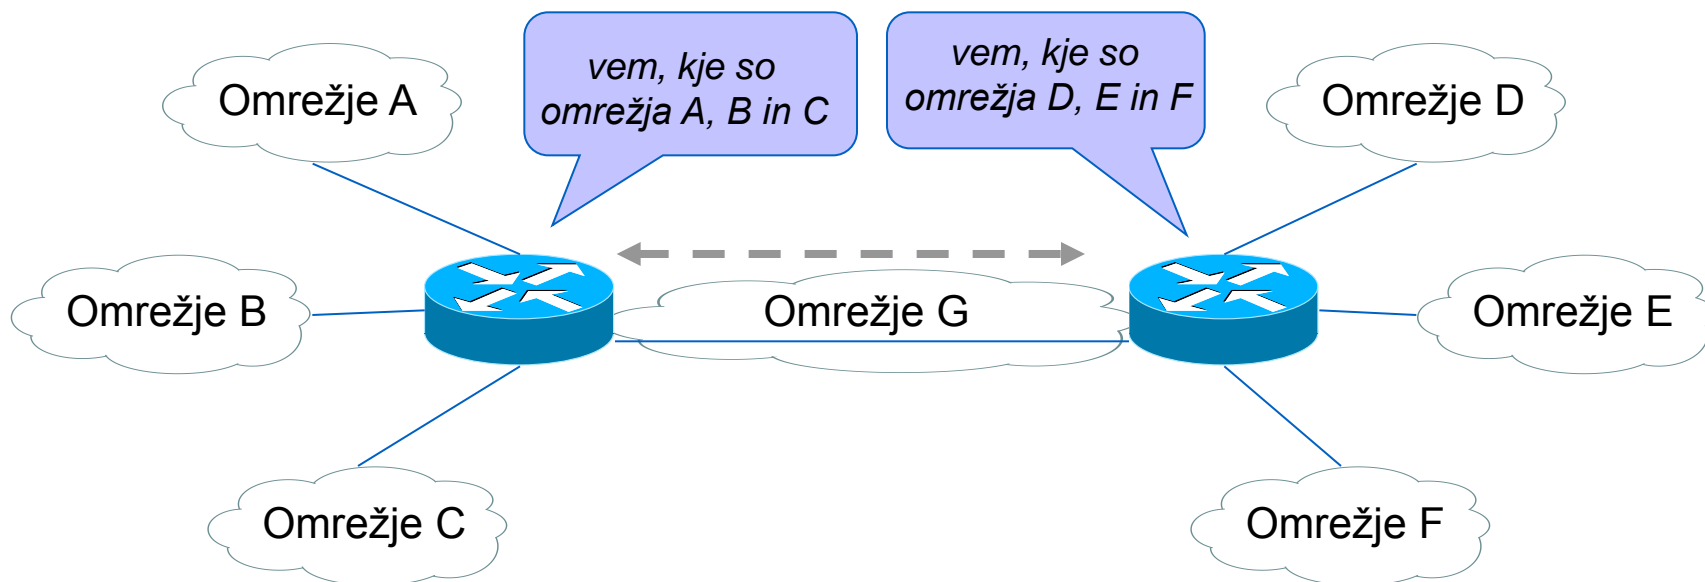 vem, kje so
omrežja A, B in C
vem, kje so
omrežja D, E in F
Omrežje A
Omrežje D
Omrežje B
Omrežje G
Omrežje E
Omrežje C
Omrežje F